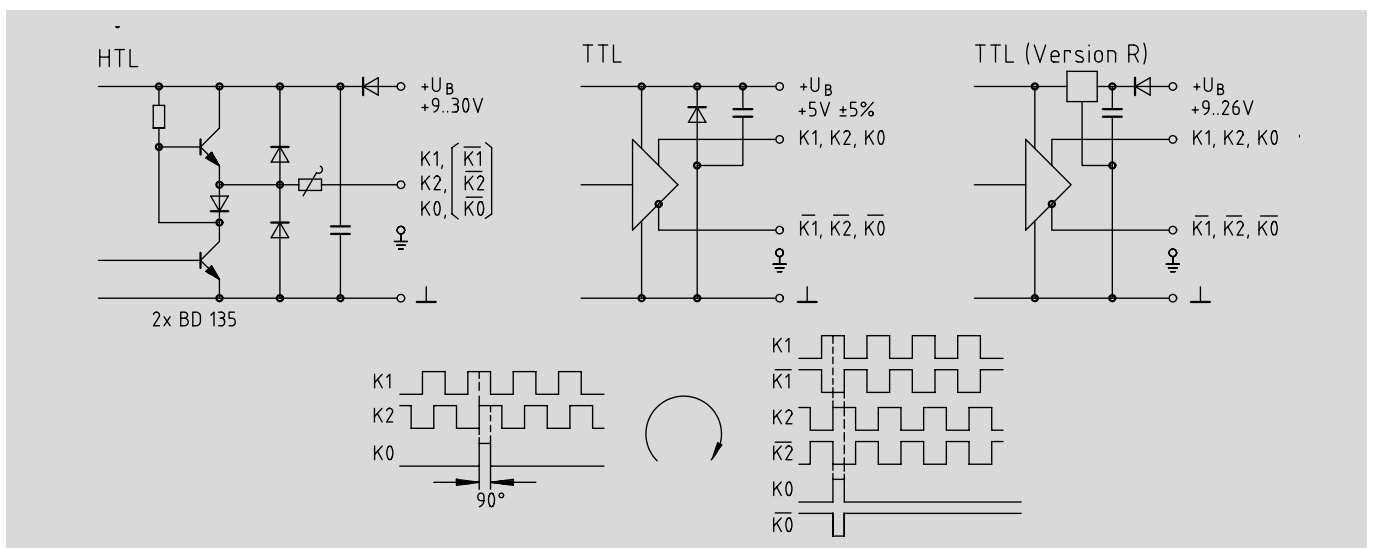 HTL
+U_B
+9..30V
K1, (K̅1̅)
K2, (K̅2̅)
K0, (K̅0̅)
2x BD 135
TTL
+U_B
+5V ±5%
K1, K2, K0
K̅1̅, K̅2̅, K̅0̅
TTL (Version R)
+U_B
+9..26V
K1, K2, K0
K̅1̅, K̅2̅, K̅0̅
K1
K2
K0
90°
K1
K̅1̅
K2
K̅2̅
K0
K̅0̅